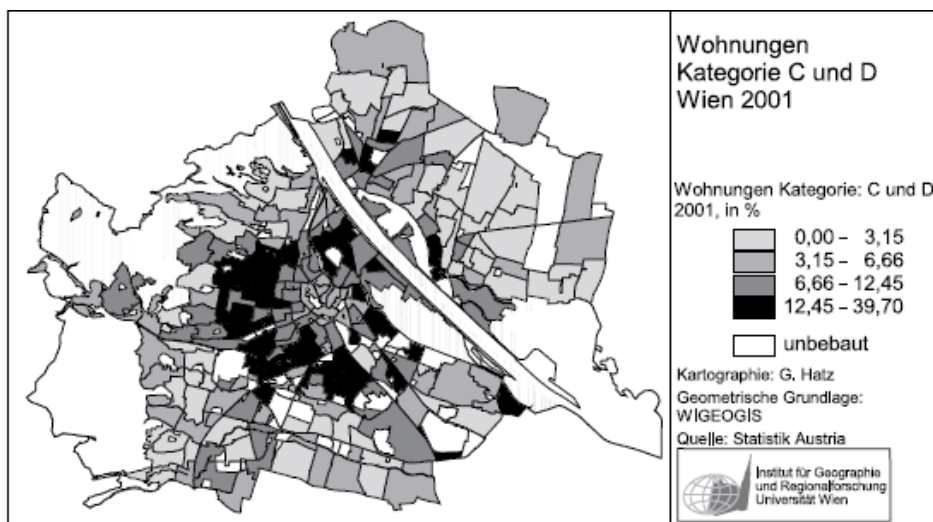 Wohnungen
Kategorie C und D
Wien 2001
Wohnungen Kategorie: C und D
2001, in %
0,00 – 3,15
3,15 – 6,66
6,66 – 12,45
12,45 – 39,70
unbebaut
Kartographie: G. Hatz
Geometrische Grundlage:
WIGEOGIS
Quelle: Statistik Austria
Institut für Geographie
und Regionalforschung
Universität Wien